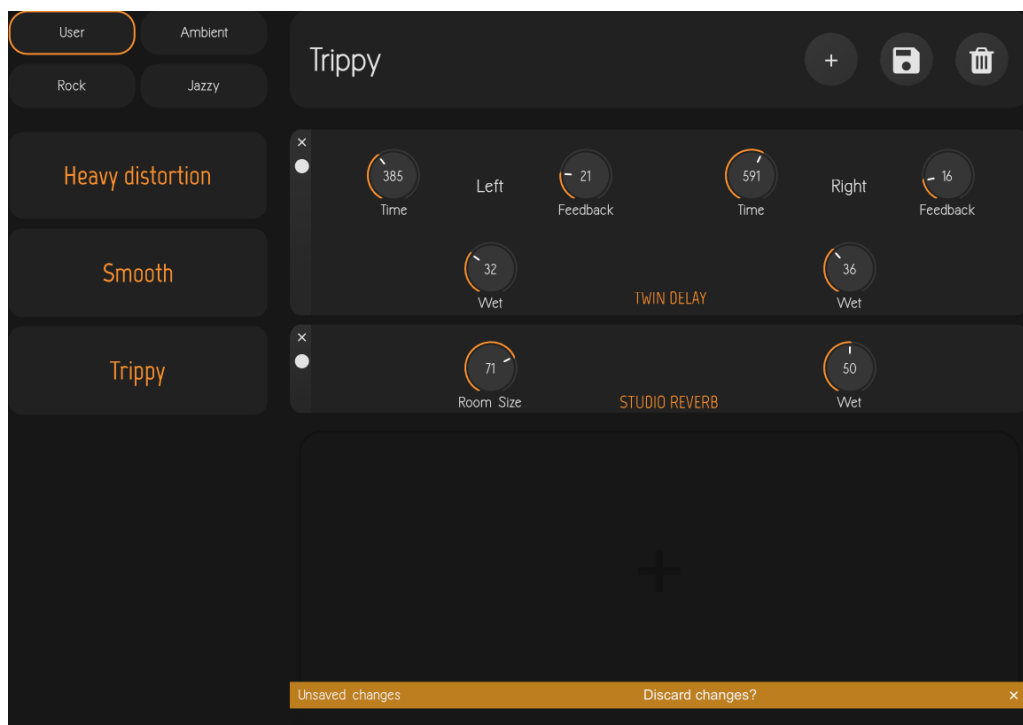 User
Ambient
Rock
Jazzy
Heavy distortion
Smooth
Trippy
Trippy
+
×
385
Time
Left
21
Feedback
591
Time
Right
16
Feedback
32
Wet
TWIN DELAY
36
Wet
×
71
Room Size
STUDIO REVERB
50
Wet
+
Unsaved changes
Discard changes?
×